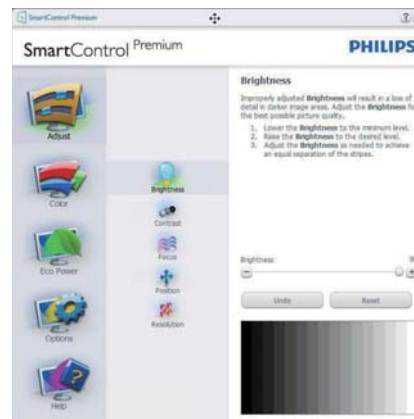 SmartControl Premium
SmartControl Premium
PHILIPS
Adjust
Color
Eco Power
Options
Help
Brightness
Contrast
Focus
Position
Resolution
Brightness
Improperly adjusted Brightness will result in a loss of
detail in darker image areas. Adjust the Brightness fo
the best possible picture quality.
1. Lower the Brightness to the minimum level.
2. Raise the Brightness to the desired level.
3. Adjust the Brightness as needed to achieve
an equal separation of the stripes.
Brightness
Undo
Reset